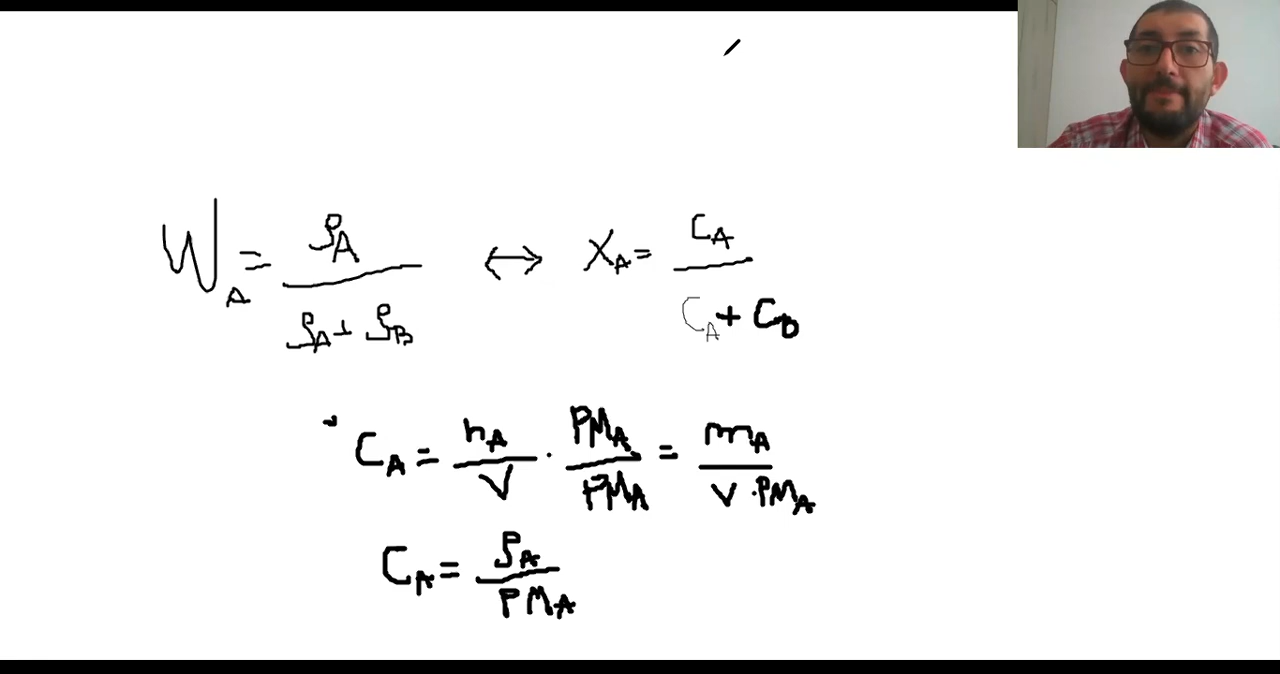 W_A = ρ_A / (ρ_A + ρ_B) ↔ X_A = C_A / (C_A + C_B)
C_A = n_A / V · PM_A / PM_A = m_A / (V · PM_A)
C_A = ρ_A / PM_A